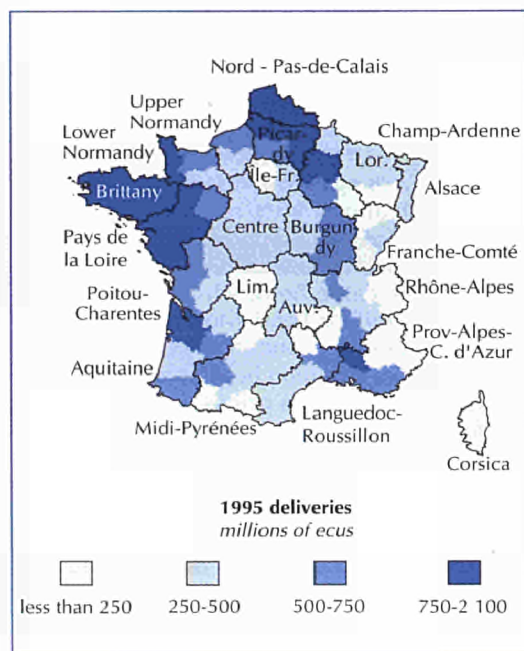 Nord - Pas-de-Calais
Upper
Normandy
Lower
Normandy
Picar-
dy
Champ-Ardenne
Île-Fr.
Lor.
Brittany
Alsace
Centre
Burgun-
dy
Pays de
la Loire
Franche-Comté
Lim.
Rhône-Alpes
Poitou-
Charentes
Auv.
Prov-Alpes-
C. d'Azur
Aquitaine
Midi-Pyrénées
Languedoc-
Roussillon
Corsica
1995 deliveries
millions of ecus
less than 250
250-500
500-750
750-2 100